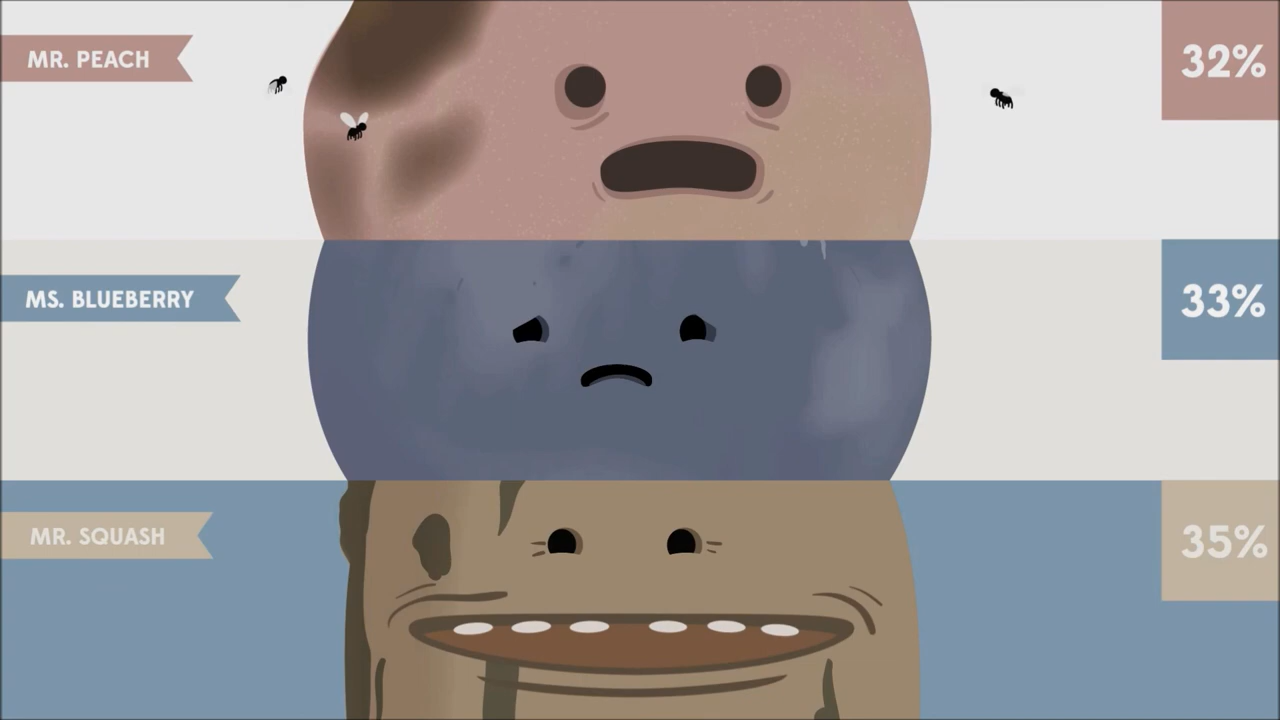 MR. PEACH
32%
MS. BLUEBERRY
33%
MR. SQUASH
35%